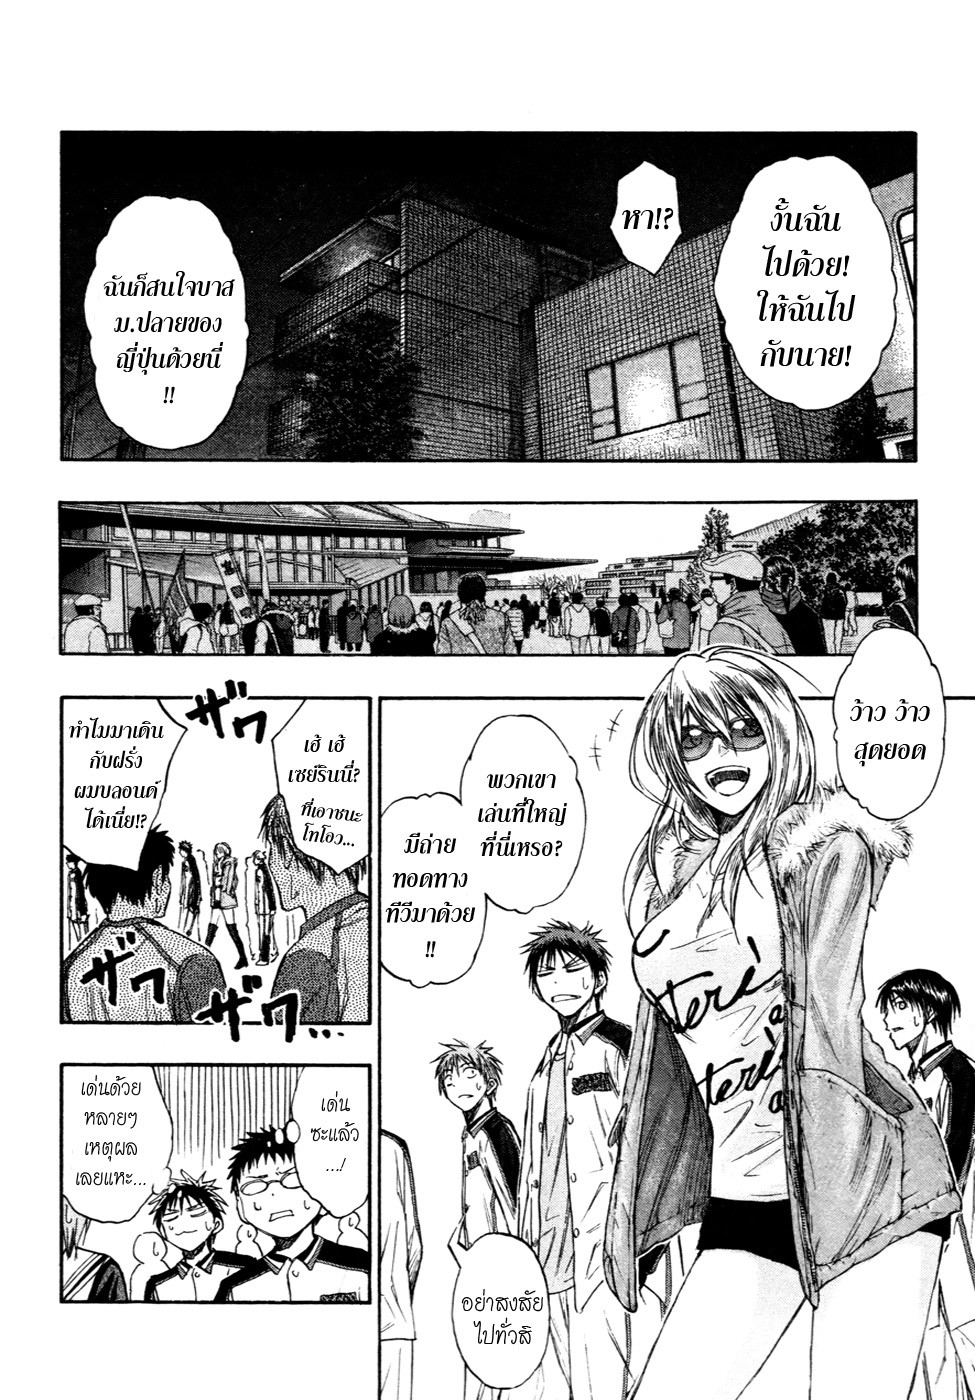 งั้นฉัน
ไปด้วย!
ให้ฉันไป
กับนาย!
หา!?
ฉันก็สนใจบาส
ม.ปลายของ
ญี่ปุ่นด้วยนี่
!!
ว้าว ว้าว
สุดยอด
พวกเขา
เล่นที่ใหญ่
ที่นี่เหรอ?
มีถ่าย
ทอดทาง
ทีวีมาด้วย
!!
อย่าสงสัย
ไปทั่วสิ
ザワ
เฮ้ เฮ้
เซย์รินนี่?
ที่เอาชนะ
โทโอว...
ทำไมมาเดิน
กับฝรั่ง
ผมบลอนด์
ได้เนี่ย!?
ザワ
ザワ...
เด่น
ซะแล้ว
...!
เด่นด้วย
หลายๆ
เหตุผล
เลยแหะ...